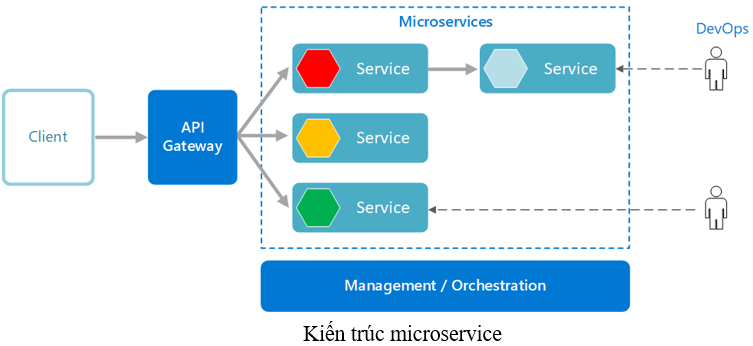 Microservices
DevOps
Service
Service
Client
API
Gateway
Service
Service
Management / Orchestration
Kiến trúc microservice